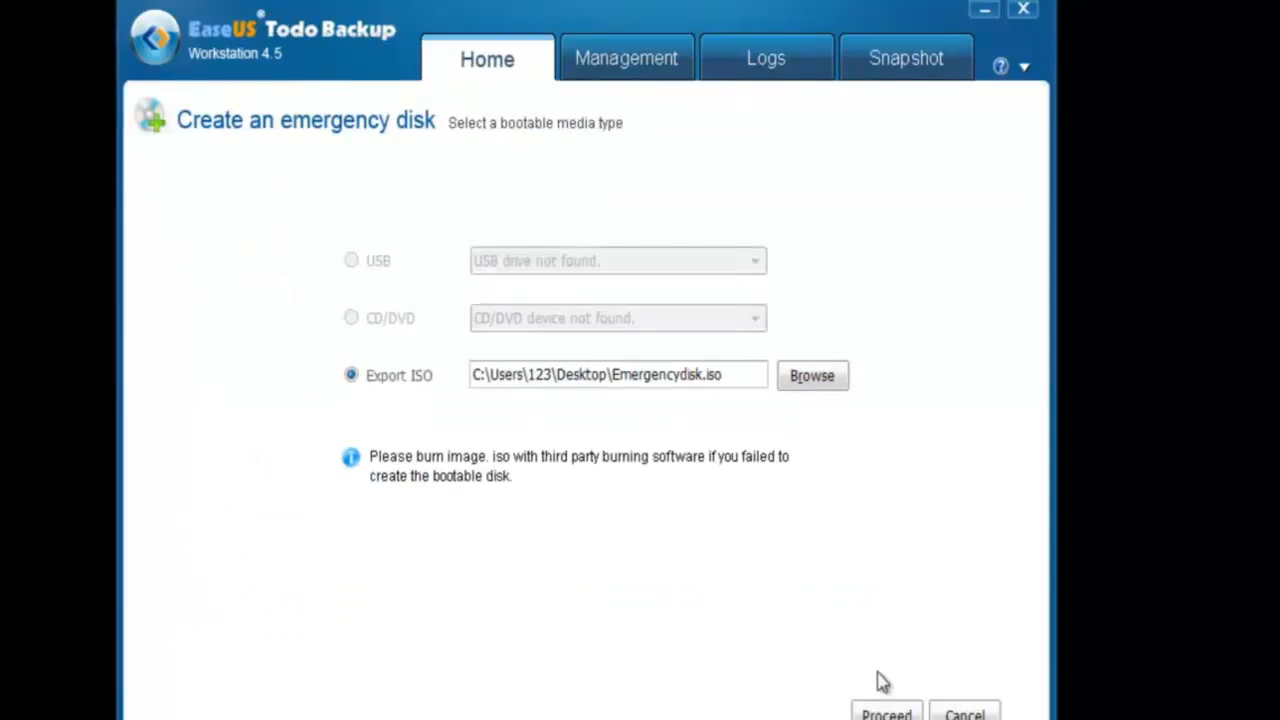 EaseUS® Todo Backup
Workstation 4.5
Home
Management
Logs
Snapshot
Create an emergency disk Select a bootable media type
USB USB drive not found.
CD/DVD CD/DVD device not found.
Export ISO C:\Users\123\Desktop\Emergencydisk.iso Browse
Please burn image. iso with third party burning software if you failed to
create the bootable disk.
Proceed Cancel